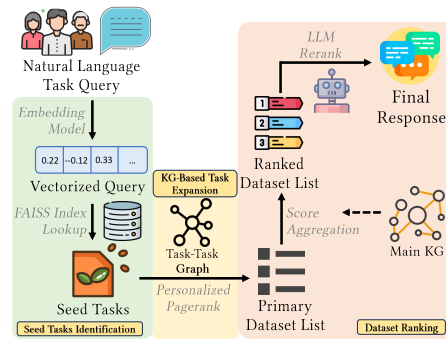 Natural Language
Task Query
Embedding
Model
0.22
--0.12
0.33
...
Vectorized Query
FAISS Index
Lookup
Seed Tasks
Seed Tasks Identification
KG-Based Task
Expansion
Task-Task
Graph
Personalized
Pagerank
Primary
Dataset List
Score
Aggregation
Main KG
1
2
3
Ranked
Dataset List
LLM
Rerank
Final
Response
Dataset Ranking